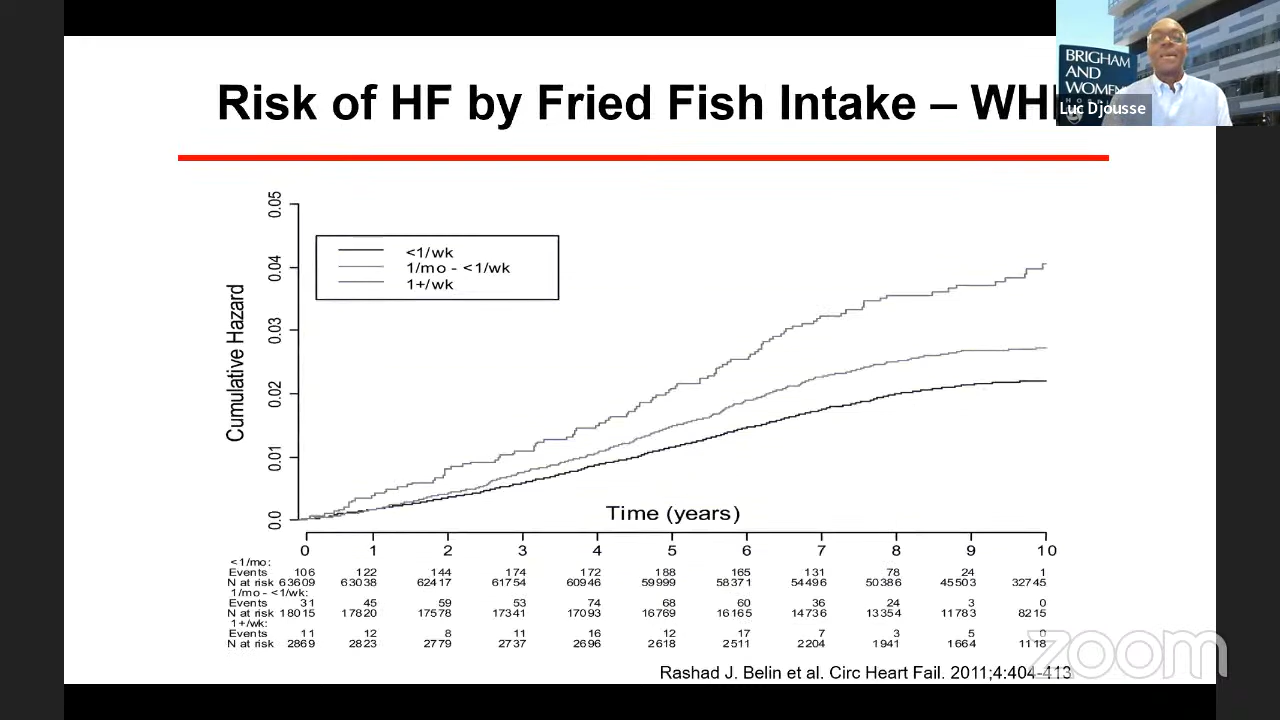 Risk of HF by Fried Fish Intake – WH
BRIGHAM
AND
WOMEN
Luc Djousse
0.05
0.04
0.03
0.02
0.01
0.0
Cumulative Hazard
<1/wk
1/mo - <1/wk
1+/wk
Time (years)
0 1 2 3 4 5 6 7 8 9 10
<1/mo:
Events 106 122 144 174 172 188 165 131 78 24 1
N at risk 63609 63038 62417 61754 60946 59999 58371 54496 50386 45503 32745
1/mo - <1/wk:
Events 31 45 59 53 74 68 60 36 24 3 0
N at risk 18015 17820 17578 17341 17093 16769 16165 14736 13354 11783 8215
1+/wk:
Events 11 12 8 11 16 12 17 7 3 5 0
N at risk 2869 2823 2779 2737 2696 2618 2511 2204 1941 1664 1118
zoom
Rashad J. Belin et al. Circ Heart Fail. 2011;4:404-413